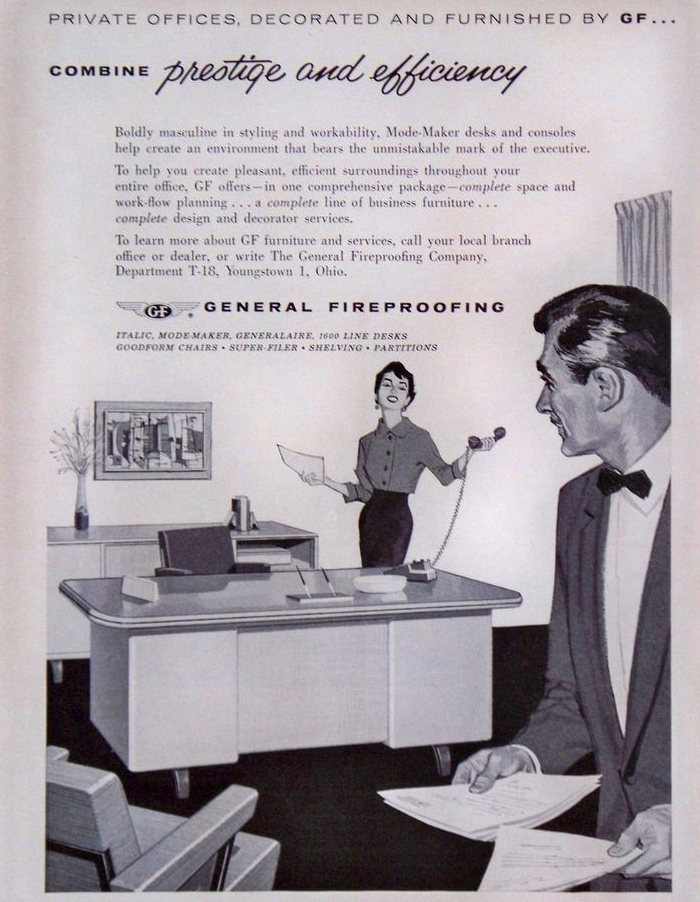 PRIVATE OFFICES, DECORATED AND FURNISHED BY GF...
COMBINE prestige and efficiency
Boldly masculine in styling and workability, Mode-Maker desks and consoles
help create an environment that bears the unmistakable mark of the executive.
To help you create pleasant, efficient surroundings throughout your
entire office, GF offers—in one comprehensive package—complete space and
work-flow planning . . . a complete line of business furniture . . .
complete design and decorator services.
To learn more about GF furniture and services, call your local branch
office or dealer, or write The General Fireproofing Company,
Department T-18, Youngstown 1, Ohio.
GF ® GENERAL FIREPROOFING
ITALIC, MODE-MAKER, GENERALAIRE, 1600 LINE DESKS
GOODFORM CHAIRS • SUPER-FILER • SHELVING • PARTITIONS